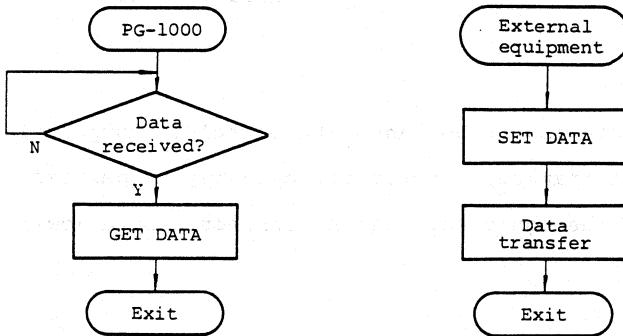 PG-1000
Data
received?
N
Y
GET DATA
Exit
External
equipment
SET DATA
Data
transfer
Exit